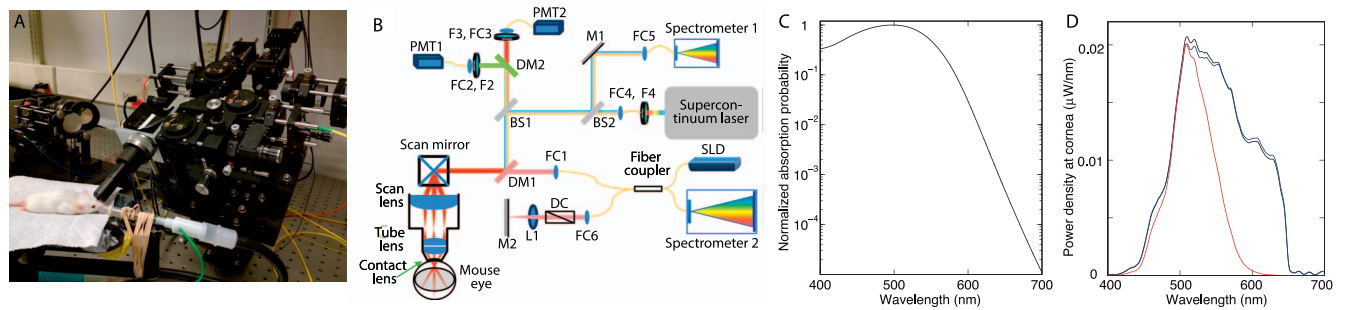 A
B
PMT2
F3, FC3
PMT1
DM2
FC2, F2
M1
FC5
Spectrometer 1
FC4, F4
Supercon-
tinuum laser
BS1
BS2
Scan mirror
DM1
FC1
Fiber
coupler
SLD
Scan
lens
DC
Tube
lens
M2
L1
FC6
Spectrometer 2
Contact
lens
Mouse
eye
C
Normalized absorption probability
1
10⁻¹
10⁻²
10⁻³
10⁻⁴
400
500
600
700
Wavelength (nm)
D
Power density at cornea (μW/nm)
0.02
0.01
0
400
500
600
700
Wavelength (nm)